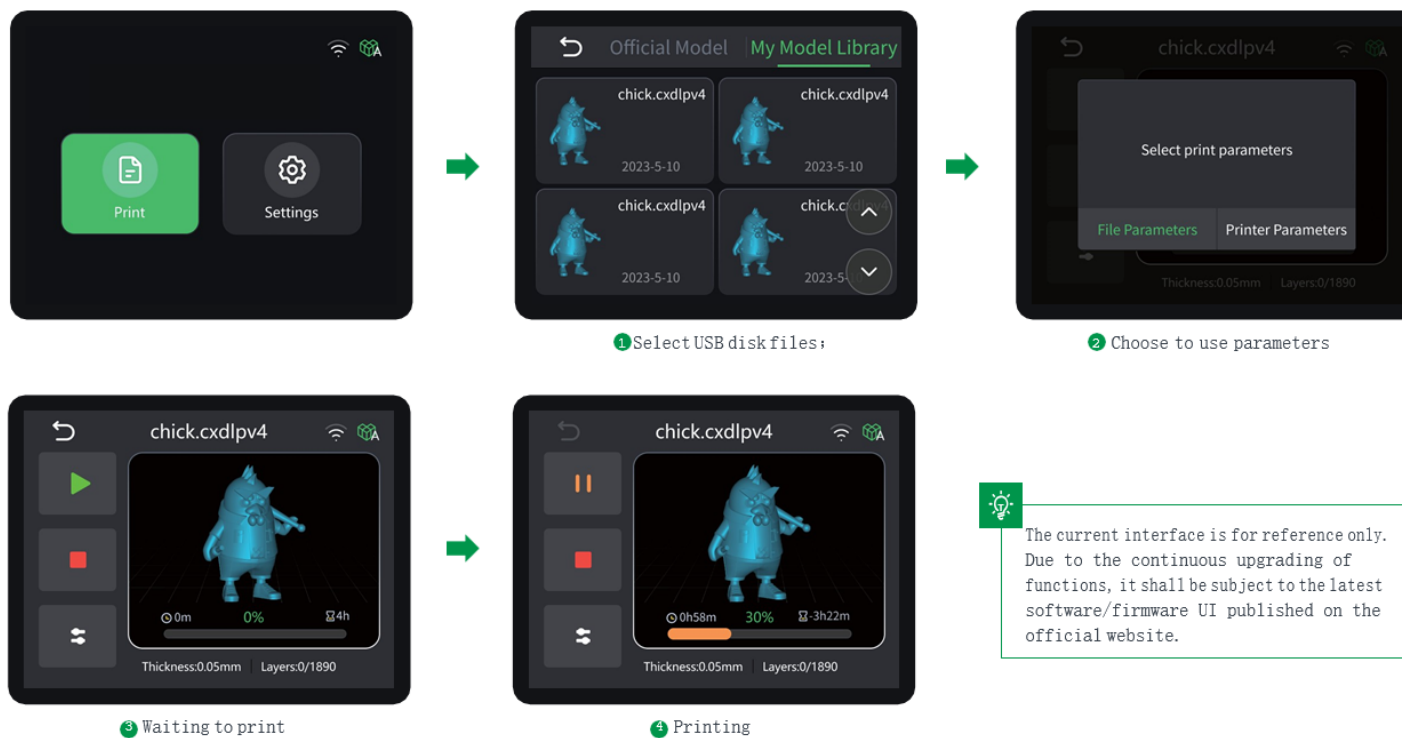 Print
Settings
Official Model
My Model Library
chick.cxdlpv4
2023-5-10
chick.cxdlpv4
2023-5-10
chick.cxdlpv4
2023-5-10
chick.c
2023-5-
1 Select USB disk files;
chick.cxdlpv4
Select print parameters
File Parameters
Printer Parameters
Thickness:0.05mm
Layers:0/1890
2 Choose to use parameters
chick.cxdlpv4
0m
0%
4h
Thickness:0.05mm
Layers:0/1890
3 Waiting to print
chick.cxdlpv4
0h58m
30%
-3h22m
Thickness:0.05mm
Layers:0/1890
4 Printing
The current interface is for reference only.
Due to the continuous upgrading of
functions, it shall be subject to the latest
software/firmware UI published on the
official website.